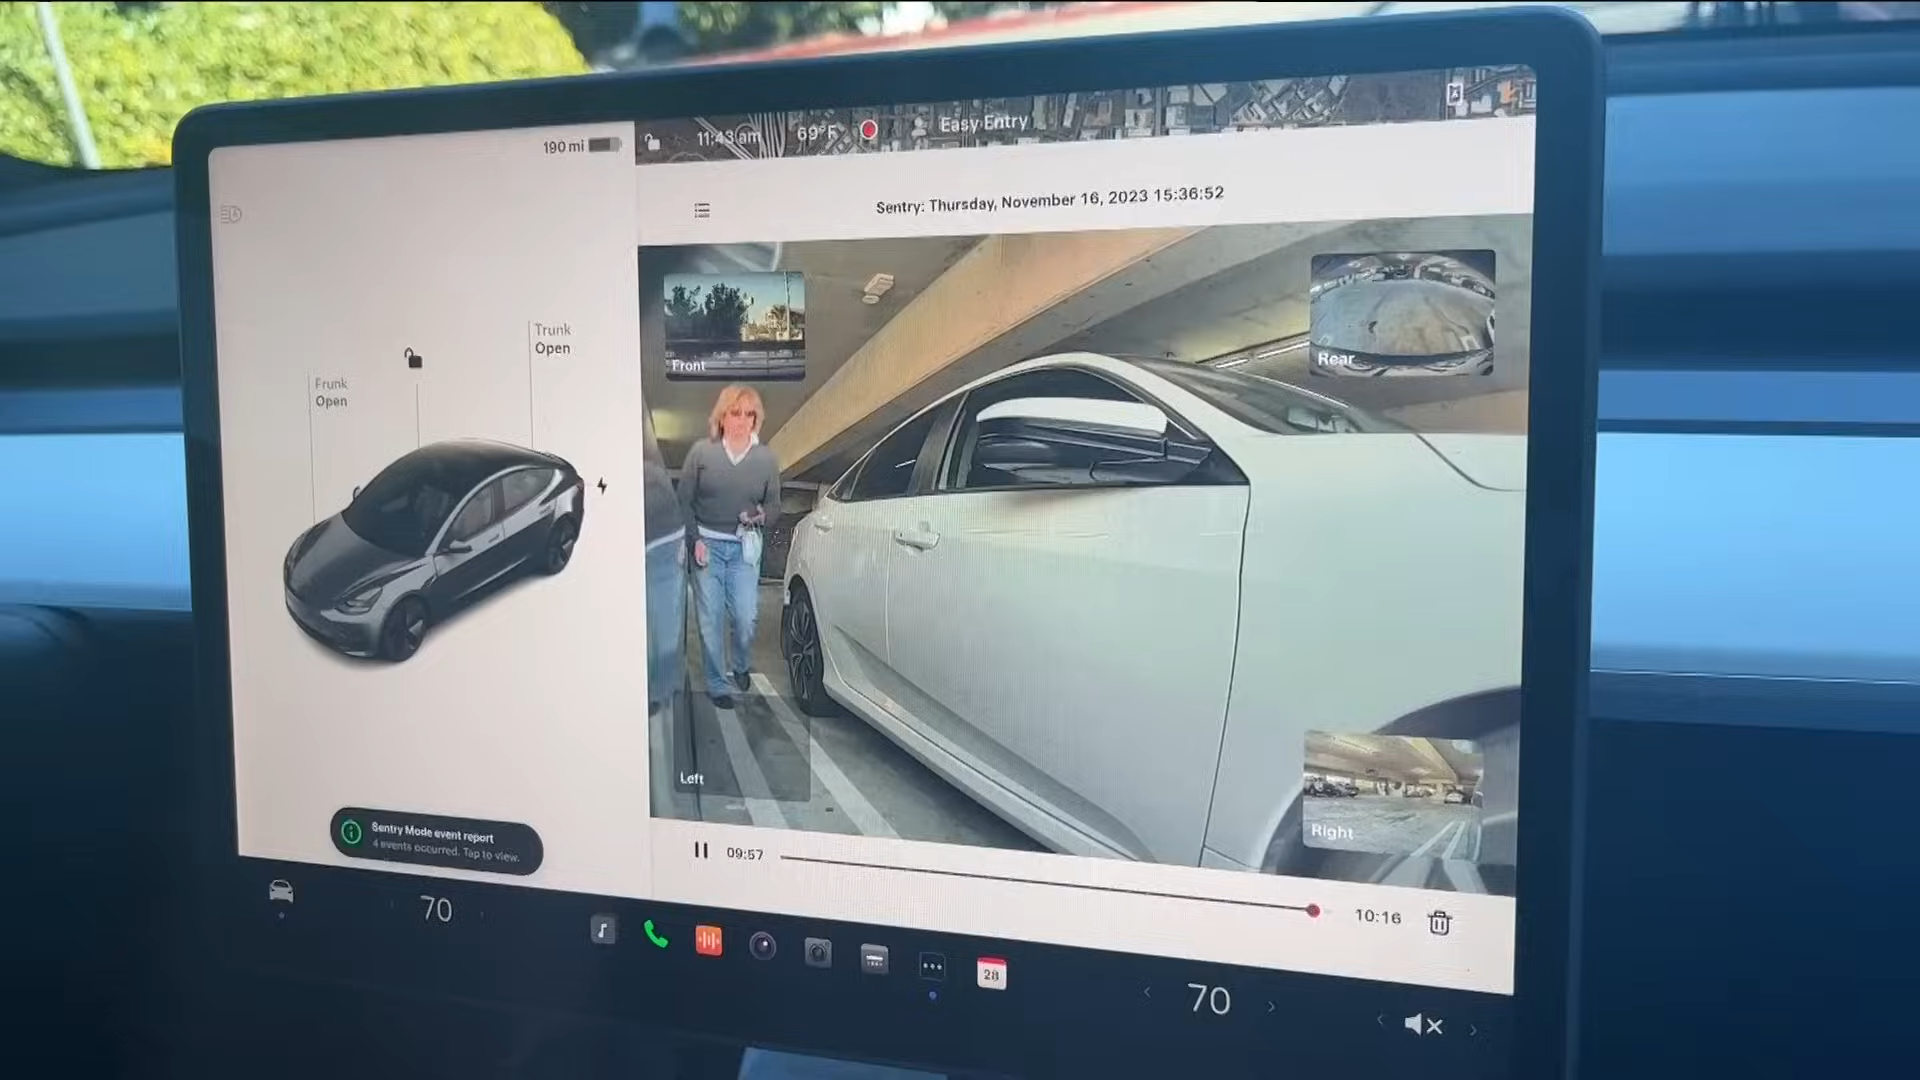 190 mi
11:43 am
69°F
Easy Entry
Sentry: Thursday, November 16, 2023 15:36:52
Front
Rear
Trunk
Open
Frunk
Open
Left
Right
Sentry Mode event report
4 events occurred. Tap to view.
09:57
10:16
70
28
70